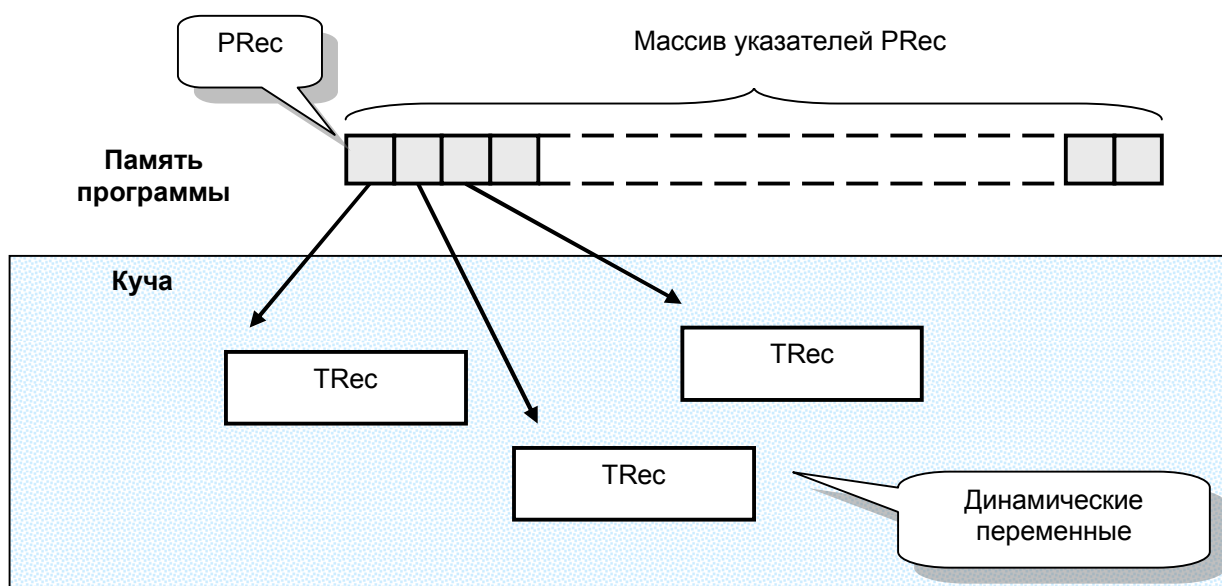 PRec
Массив указателей PRec
Память
программы
Куча
TRec
TRec
TRec
Динамические
переменные